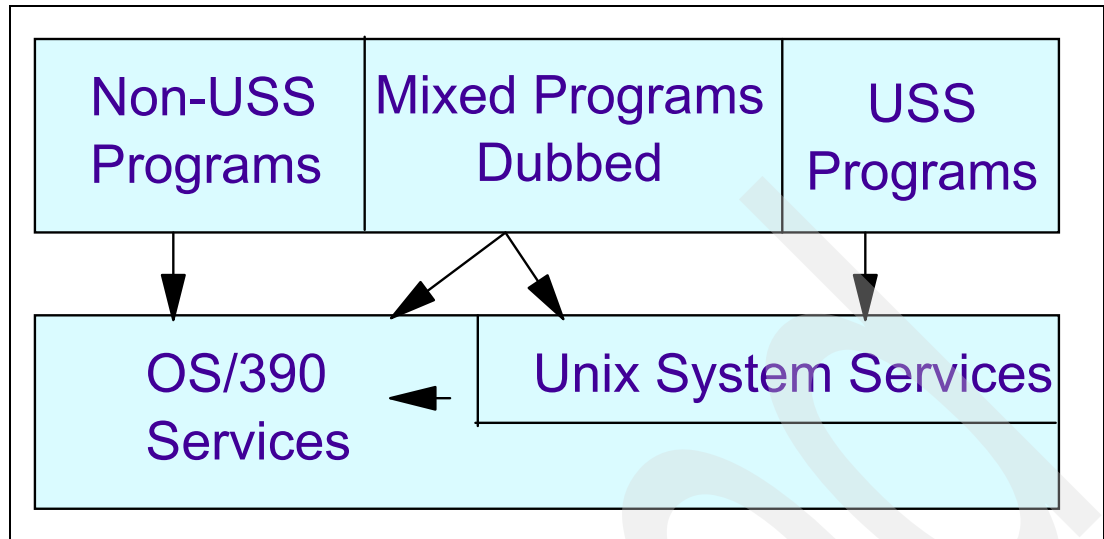 Non-USS
Programs
Mixed Programs
Dubbed
USS
Programs
OS/390
Services
Unix System Services